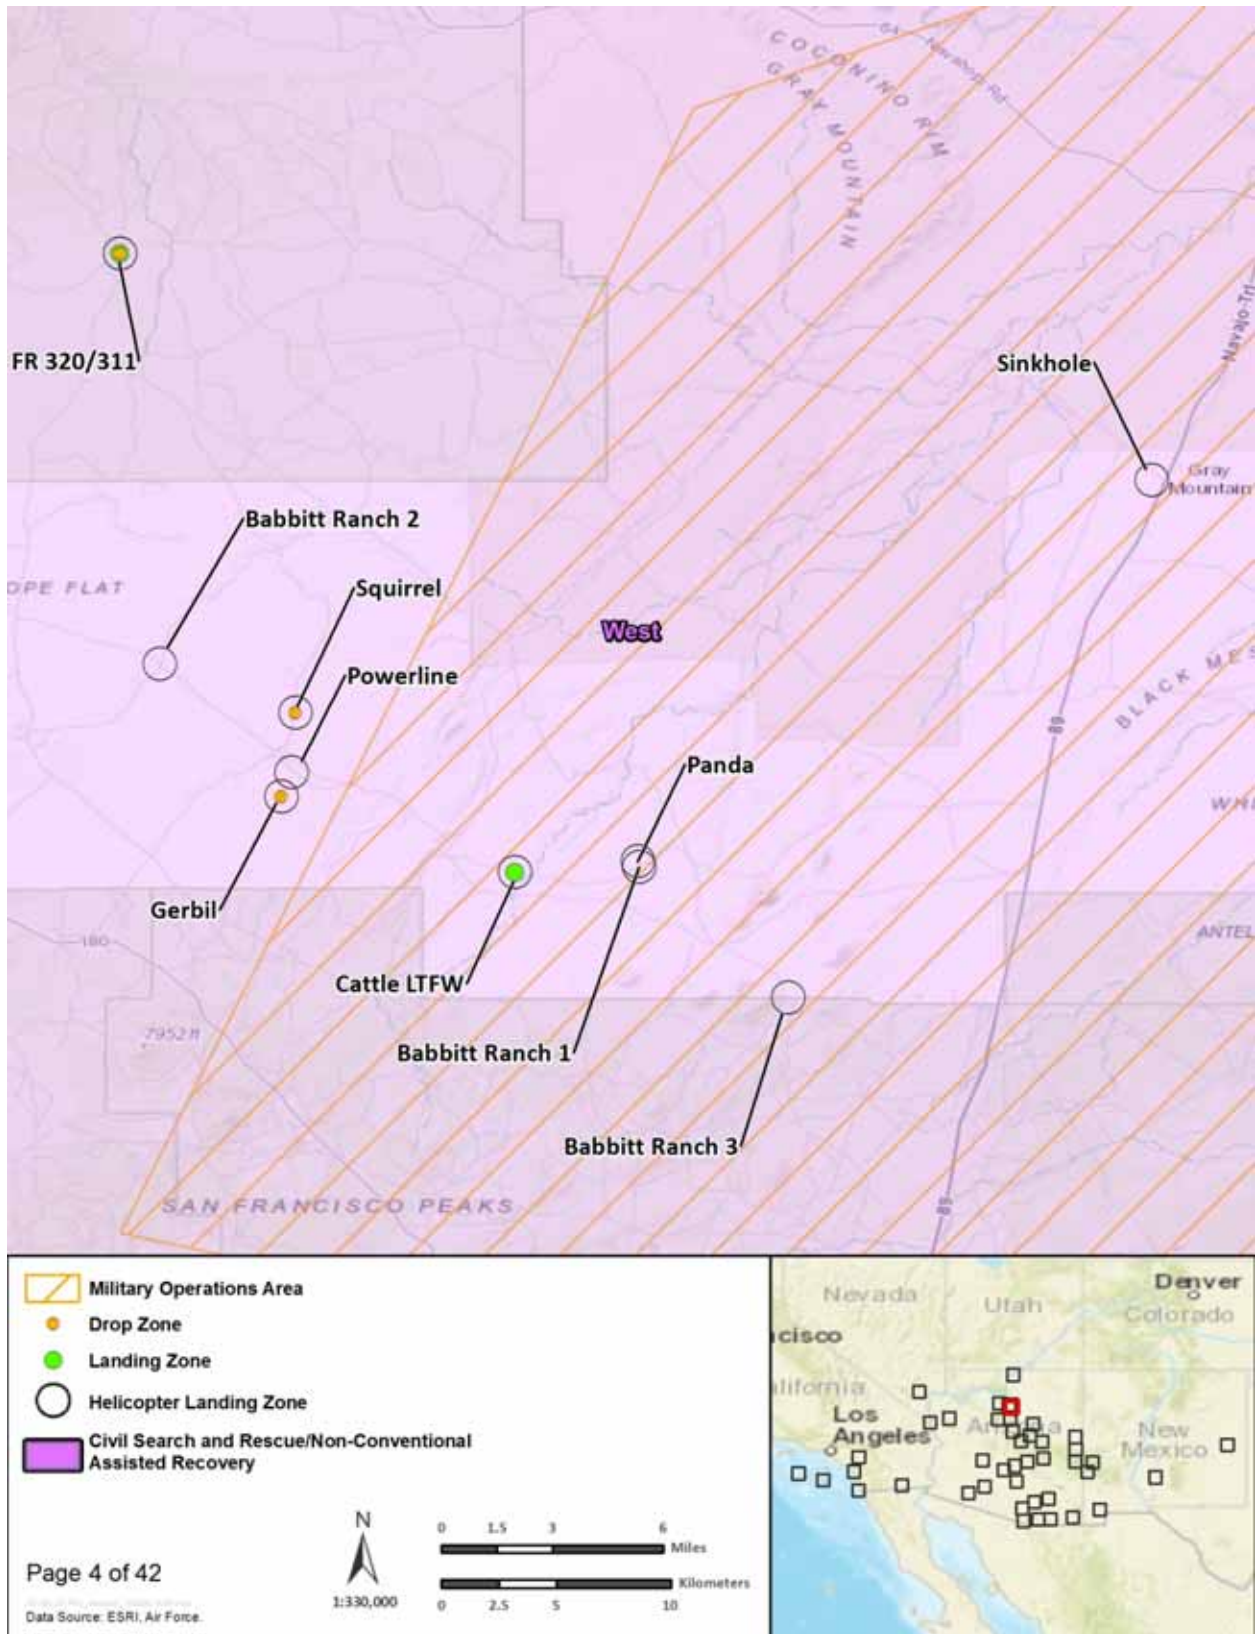 COCONINO RIM
GRAY MOUNTAIN
Navajo Tri
FR 320/311
Sinkhole
Gray
Mountain
Babbitt Ranch 2
OPE FLAT
Squirrel
West
Powerline
BLACK MES
89
Panda
WHI
Gerbil
180
ANTEL
Cattle LTFW
7952 ft
Babbitt Ranch 1
Babbitt Ranch 3
SAN FRANCISCO PEAKS
89
Military Operations Area
Drop Zone
Landing Zone
Helicopter Landing Zone
Civil Search and Rescue/Non-Conventional
Assisted Recovery
Page 4 of 42
Data Source: ESRI, Air Force.
N
1:330,000
0 1.5 3 6
Miles
Kilometers
0 2.5 5 10
Denver
Nevada
Utah
Colorado
ncisco
alifornia
Los
Angeles
New
Mexico